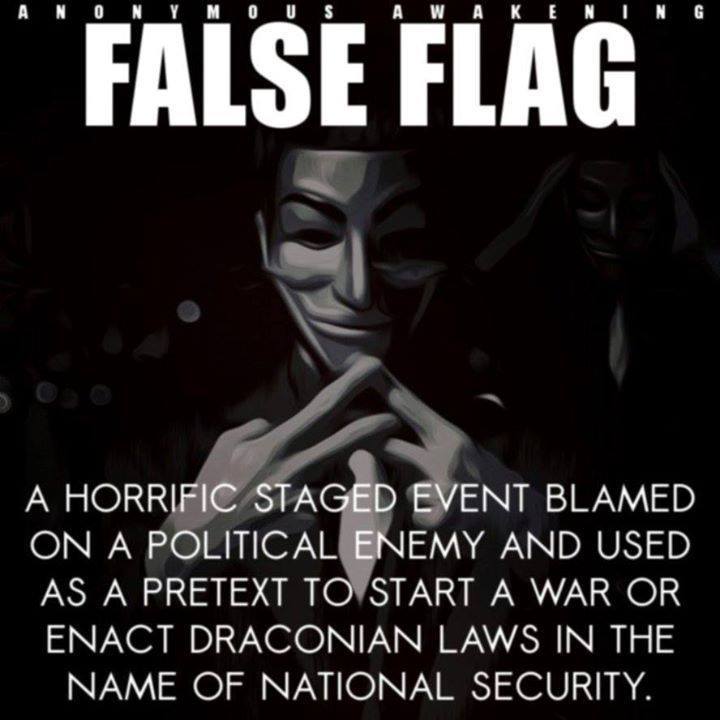 ANONYMOUS AWAKENING
FALSE FLAG
A HORRIFIC STAGED EVENT BLAMED
ON A POLITICAL ENEMY AND USED
AS A PRETEXT TO START A WAR OR
ENACT DRACONIAN LAWS IN THE
NAME OF NATIONAL SECURITY.